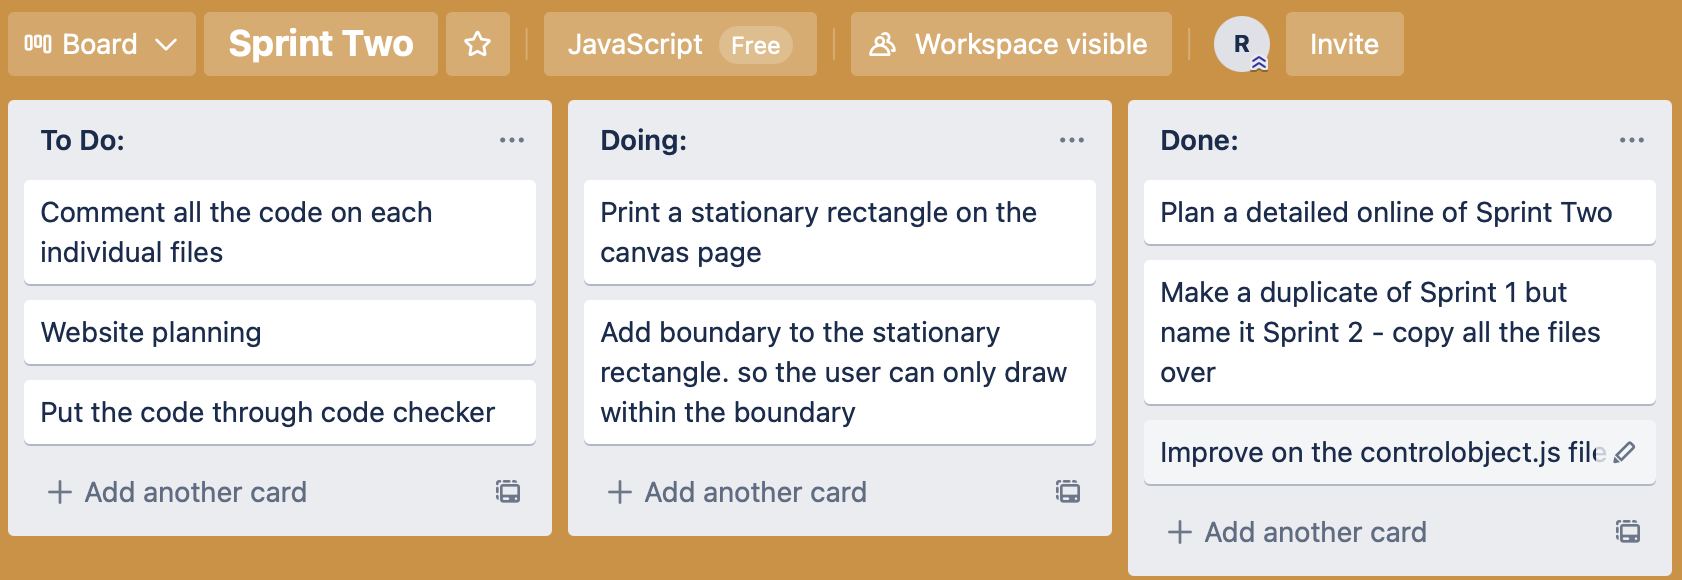 Board Sprint Two JavaScript Free Workspace visible R Invite
To Do:
Comment all the code on each
individual files
Website planning
Put the code through code checker
Add another card
Doing:
Print a stationary rectangle on the
canvas page
Add boundary to the stationary
rectangle. so the user can only draw
within the boundary
Add another card
Done:
Plan a detailed online of Sprint Two
Make a duplicate of Sprint 1 but
name it Sprint 2 - copy all the files
over
Improve on the controlobject.js file
Add another card